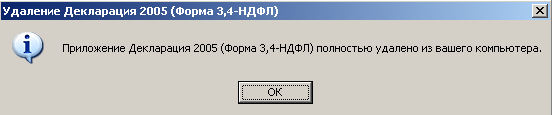 Удаление Декларация 2005 (Форма 3,4-НДФЛ)
Приложение Декларация 2005 (Форма 3,4-НДФЛ) полностью удалено из вашего компьютера.
OK